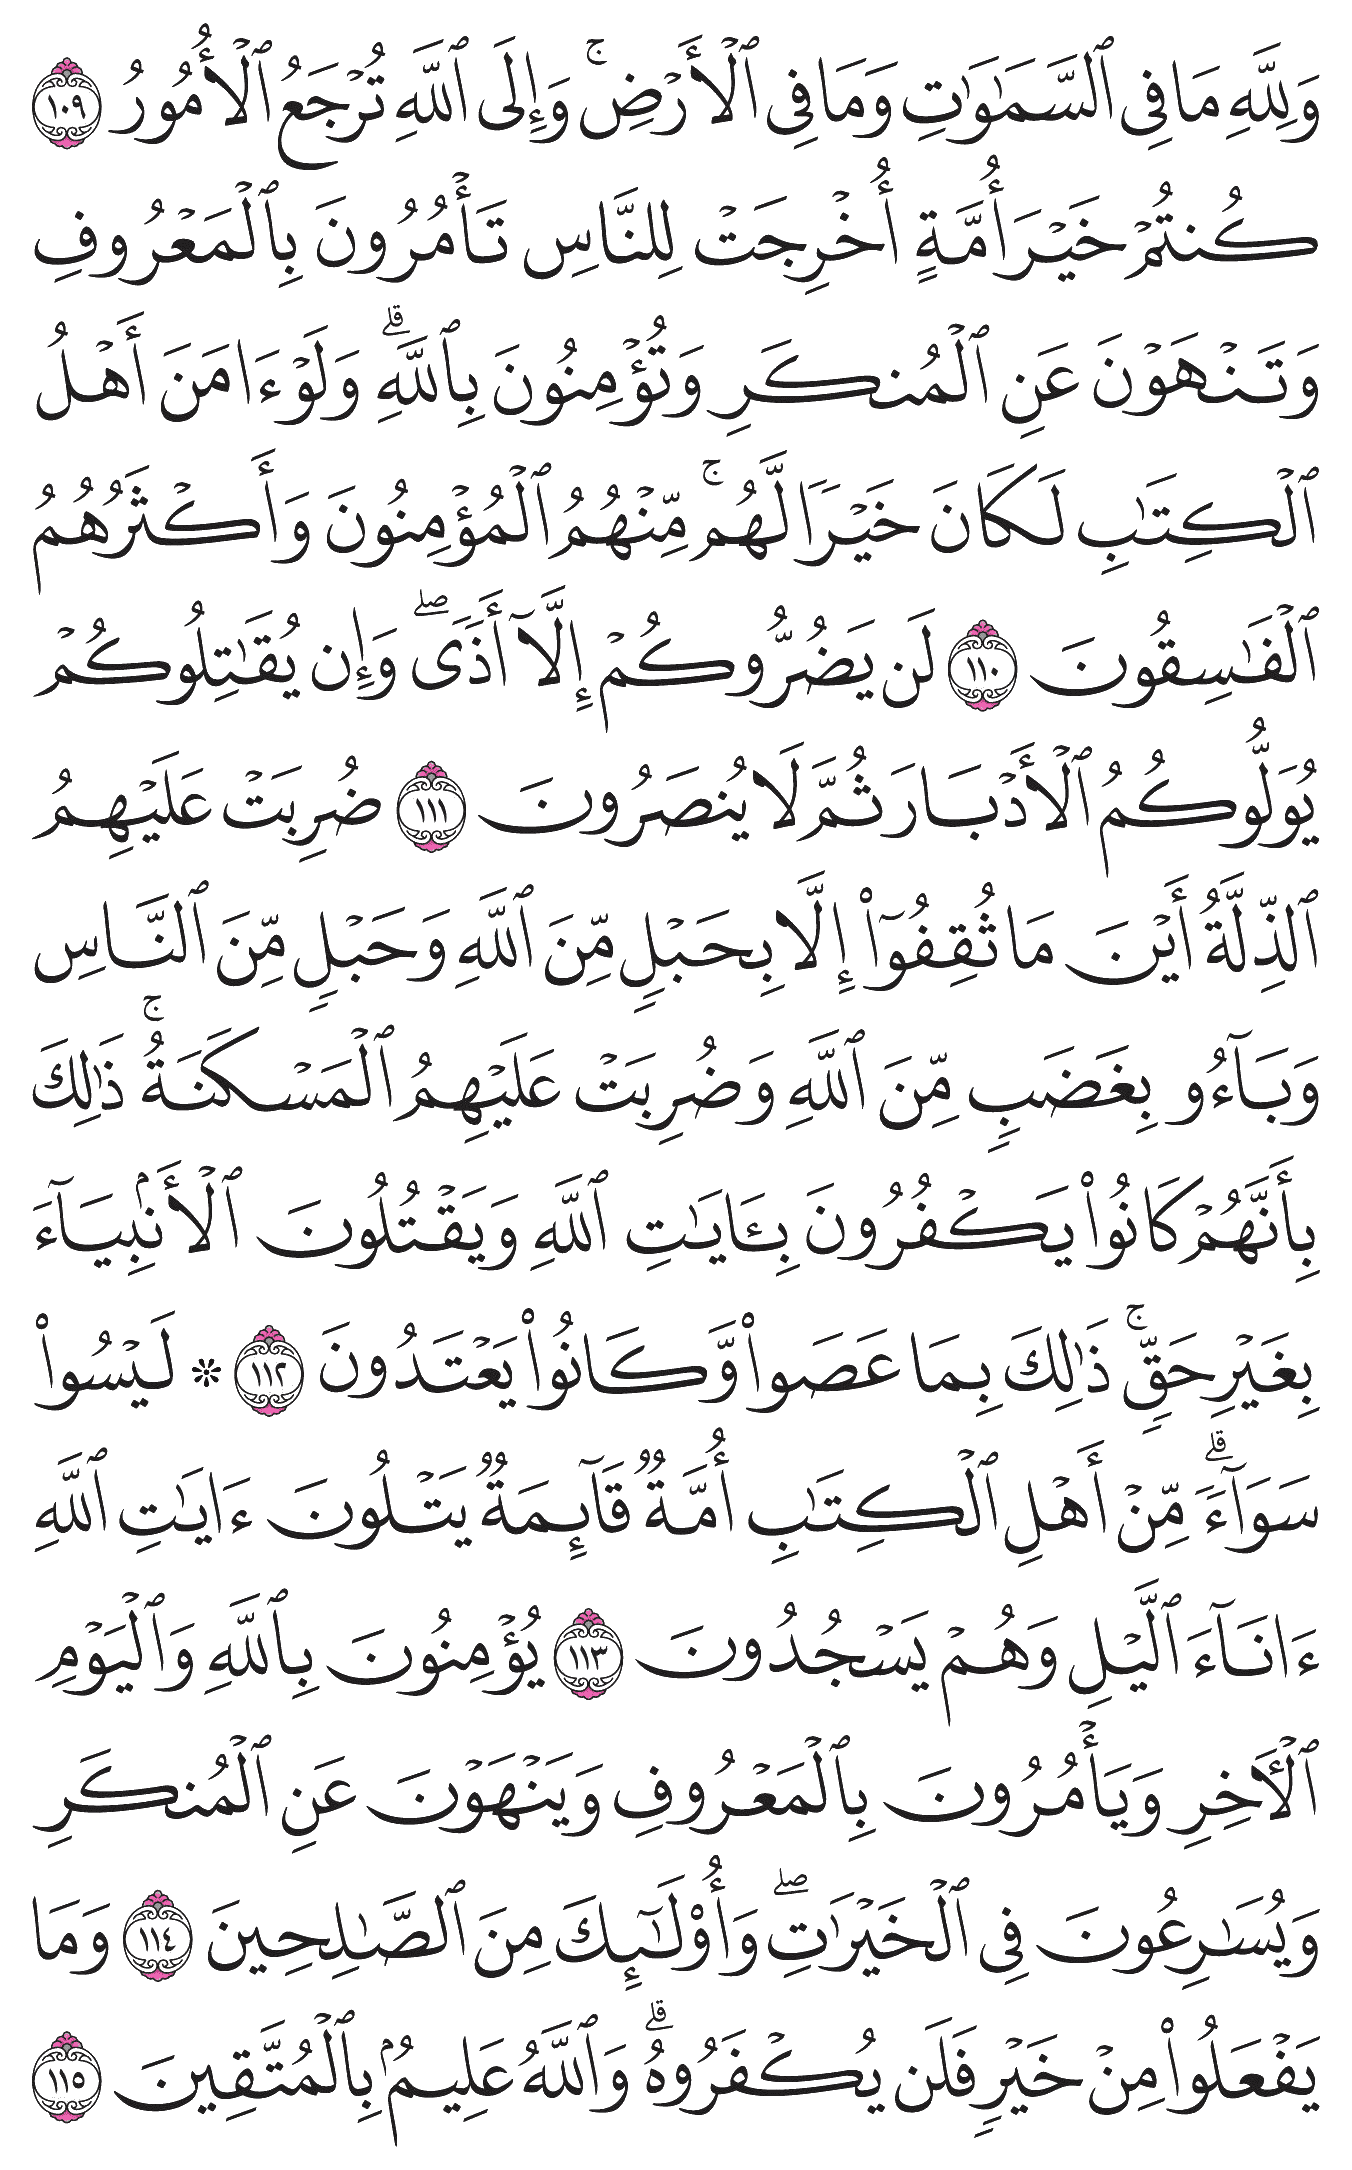 وَلِلَّهِ مَا فِي ٱلسَّمَٰوَٰتِ وَمَا فِي ٱلۡأَرۡضِۚ وَإِلَى ٱللَّهِ تُرۡجَعُ ٱلۡأُمُورُ ١٠٩
كُنتُمۡ خَيۡرَ أُمَّةٍ أُخۡرِجَتۡ لِلنَّاسِ تَأۡمُرُونَ بِٱلۡمَعۡرُوفِ
وَتَنۡهَوۡنَ عَنِ ٱلۡمُنكَرِ وَتُؤۡمِنُونَ بِٱللَّهِۗ وَلَوۡ ءَامَنَ أَهۡلُ
ٱلۡكِتَٰبِ لَكَانَ خَيۡرٗا لَّهُمۚ مِّنۡهُمُ ٱلۡمُؤۡمِنُونَ وَأَكۡثَرُهُمُ
ٱلۡفَٰسِقُونَ ١١٠ لَن يَضُرُّوكُمۡ إِلَّآ أَذٗىۖ وَإِن يُقَٰتِلُوكُمۡ
يُوَلُّوكُمُ ٱلۡأَدۡبَارَ ثُمَّ لَا يُنصَرُونَ ١١١ ضُرِبَتۡ عَلَيۡهِمُ
ٱلذِّلَّةُ أَيۡنَ مَا ثُقِفُوٓاْ إِلَّا بِحَبۡلٖ مِّنَ ٱللَّهِ وَحَبۡلٖ مِّنَ ٱلنَّاسِ
وَبَآءُو بِغَضَبٖ مِّنَ ٱللَّهِ وَضُرِبَتۡ عَلَيۡهِمُ ٱلۡمَسۡكَنَةُۚ ذَٰلِكَ
بِأَنَّهُمۡ كَانُواْ يَكۡفُرُونَ بِـَٔايَٰتِ ٱللَّهِ وَيَقۡتُلُونَ ٱلۡأَنۢبِيَآءَ
بِغَيۡرِ حَقّٖۚ ذَٰلِكَ بِمَا عَصَواْ وَّكَانُواْ يَعۡتَدُونَ ١١٢ ۞ لَيۡسُواْ
سَوَآءٗۗ مِّنۡ أَهۡلِ ٱلۡكِتَٰبِ أُمَّةٞ قَآئِمَةٞ يَتۡلُونَ ءَايَٰتِ ٱللَّهِ
ءَانَآءَ ٱلَّيۡلِ وَهُمۡ يَسۡجُدُونَ ١١٣ يُؤۡمِنُونَ بِٱللَّهِ وَٱلۡيَوۡمِ
ٱلۡأٓخِرِ وَيَأۡمُرُونَ بِٱلۡمَعۡرُوفِ وَيَنۡهَوۡنَ عَنِ ٱلۡمُنكَرِ
وَيُسَٰرِعُونَ فِي ٱلۡخَيۡرَٰتِۖ وَأُوْلَٰٓئِكَ مِنَ ٱلصَّٰلِحِينَ ١١٤ وَمَا
يَفۡعَلُواْ مِنۡ خَيۡرٖ فَلَن يُكۡفَرُوهُۗ وَٱللَّهُ عَلِيمُۢ بِٱلۡمُتَّقِينَ ١١٥